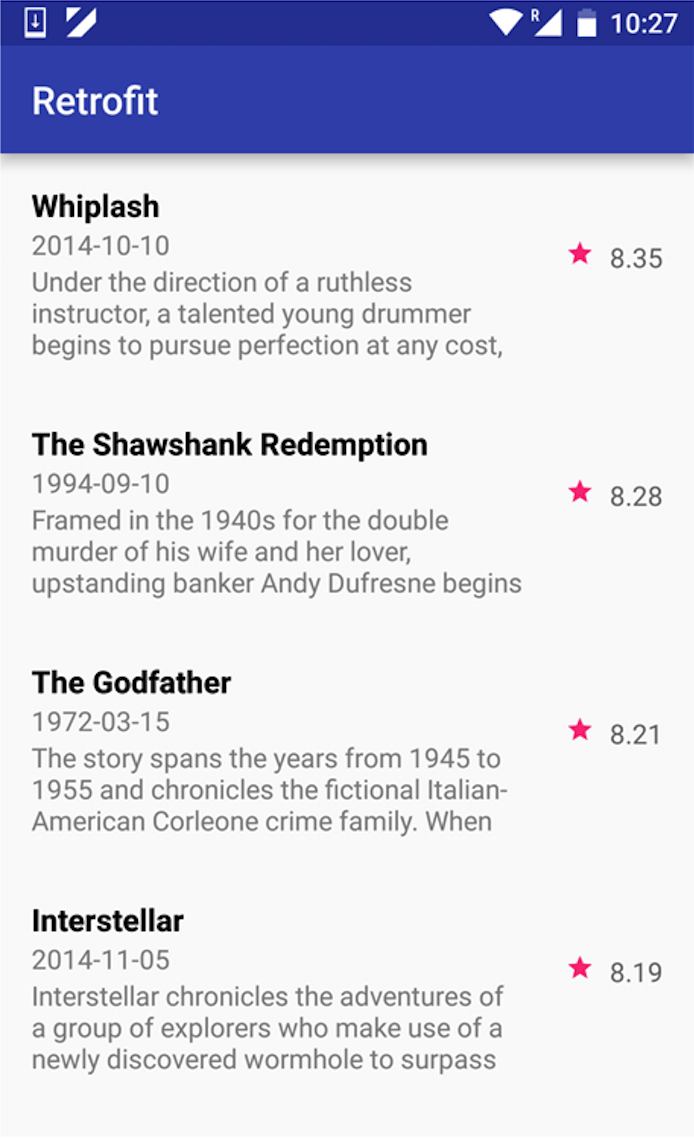 R 10:27
Retrofit
Whiplash
2014-10-10
8.35
Under the direction of a ruthless
instructor, a talented young drummer
begins to pursue perfection at any cost,
The Shawshank Redemption
1994-09-10
8.28
Framed in the 1940s for the double
murder of his wife and her lover,
upstanding banker Andy Dufresne begins
The Godfather
1972-03-15
8.21
The story spans the years from 1945 to
1955 and chronicles the fictional Italian-
American Corleone crime family. When
Interstellar
2014-11-05
8.19
Interstellar chronicles the adventures of
a group of explorers who make use of a
newly discovered wormhole to surpass